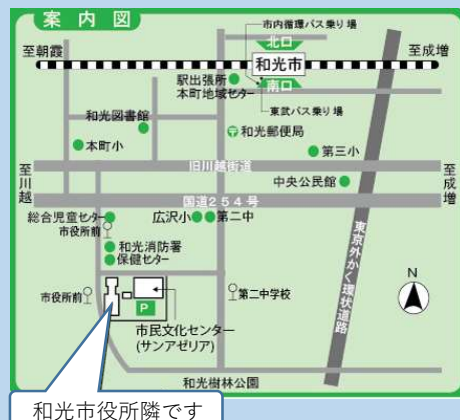 案内図
市内循環バス乗り場
北口
至朝霞
至成増
和光市
駅出張所
本町地域センター
南口
東武バス乗り場
和光図書館
和光郵便局
本町小
第三小
旧川越街道
至川越
至成増
中央公民館
国道254号
総合児童センター
広沢小
第二中
市役所前
和光消防署
保健センター
東京外かく環状道路
N
市役所前
P
第二中学校
市民文化センター
(サンアゼリア)
和光樹林公園
和光市役所隣です